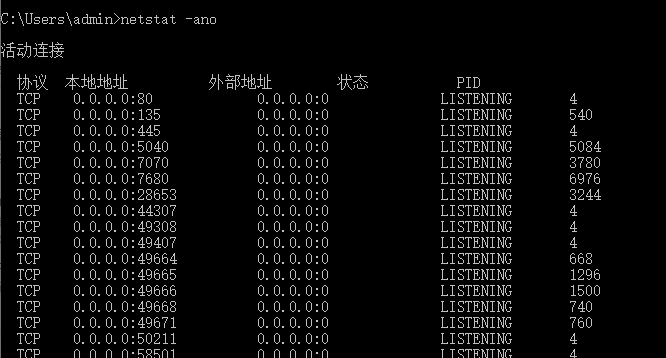 C:\Users\admin>netstat -ano
活动连接
协议 本地地址 外部地址 状态 PID
TCP 0.0.0.0:80 0.0.0.0:0 LISTENING 4
TCP 0.0.0.0:135 0.0.0.0:0 LISTENING 540
TCP 0.0.0.0:445 0.0.0.0:0 LISTENING 4
TCP 0.0.0.0:5040 0.0.0.0:0 LISTENING 5084
TCP 0.0.0.0:7070 0.0.0.0:0 LISTENING 3780
TCP 0.0.0.0:7680 0.0.0.0:0 LISTENING 6976
TCP 0.0.0.0:28653 0.0.0.0:0 LISTENING 3244
TCP 0.0.0.0:44307 0.0.0.0:0 LISTENING 4
TCP 0.0.0.0:49308 0.0.0.0:0 LISTENING 4
TCP 0.0.0.0:49407 0.0.0.0:0 LISTENING 4
TCP 0.0.0.0:49664 0.0.0.0:0 LISTENING 668
TCP 0.0.0.0:49665 0.0.0.0:0 LISTENING 1296
TCP 0.0.0.0:49666 0.0.0.0:0 LISTENING 1500
TCP 0.0.0.0:49668 0.0.0.0:0 LISTENING 740
TCP 0.0.0.0:49671 0.0.0.0:0 LISTENING 760
TCP 0.0.0.0:50211 0.0.0.0:0 LISTENING 4
TCP 0.0.0.0:58501 0.0.0.0:0 LISTENING 4